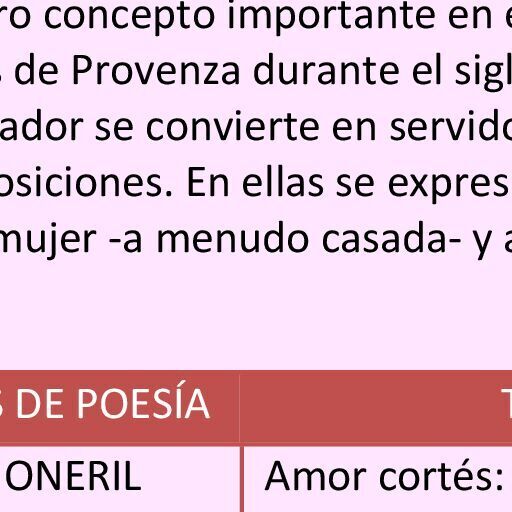 ro concepto importante en e
s de Provenza durante el sigl
ador se convierte en servido
osiciones. En ellas se expres
mujer -a menudo casada- y a
S DE POESÍA T
ONERIL Amor cortés: